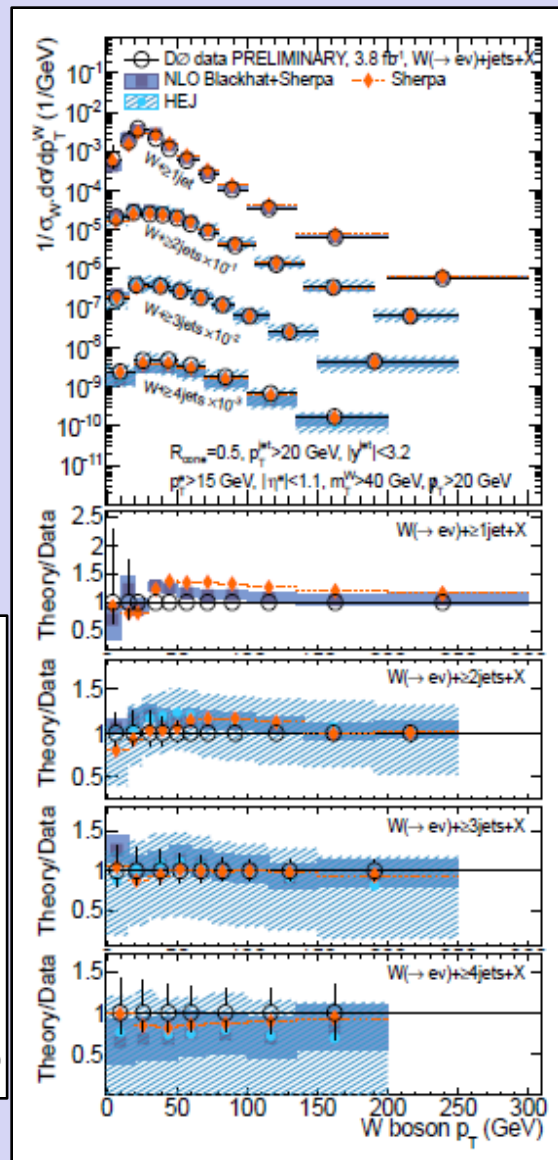 DØ data PRELIMINARY, 3.8 fb⁻¹, W(→ eν)+jets+X
NLO Blackhat+Sherpa
Sherpa
HEJ
1/σ_W.dσ/dp_T^W (1/GeV)
10⁻¹
10⁻²
10⁻³
10⁻⁴
10⁻⁵
10⁻⁶
10⁻⁷
10⁻⁸
10⁻⁹
10⁻¹⁰
10⁻¹¹
W+≥1jet
W+≥2jets×10⁻¹
W+≥3jets×10⁻²
W+≥4jets×10⁻³
R_cone=0.5, p_T^jet>20 GeV, |y^jet|<3.2
p_T^e>15 GeV, |η^e|<1.1, m_T^W>40 GeV, p̸_T>20 GeV
Theory/Data
2.5
2
1.5
1
0.5
W(→ eν)+≥1jet+X
Theory/Data
1.5
1
0.5
W(→ eν)+≥2jets+X
Theory/Data
1.5
1
0.5
W(→ eν)+≥3jets+X
Theory/Data
1.5
1
0.5
W(→ eν)+≥4jets+X
0 50 100 150 200 250 300
W boson p_T (GeV)